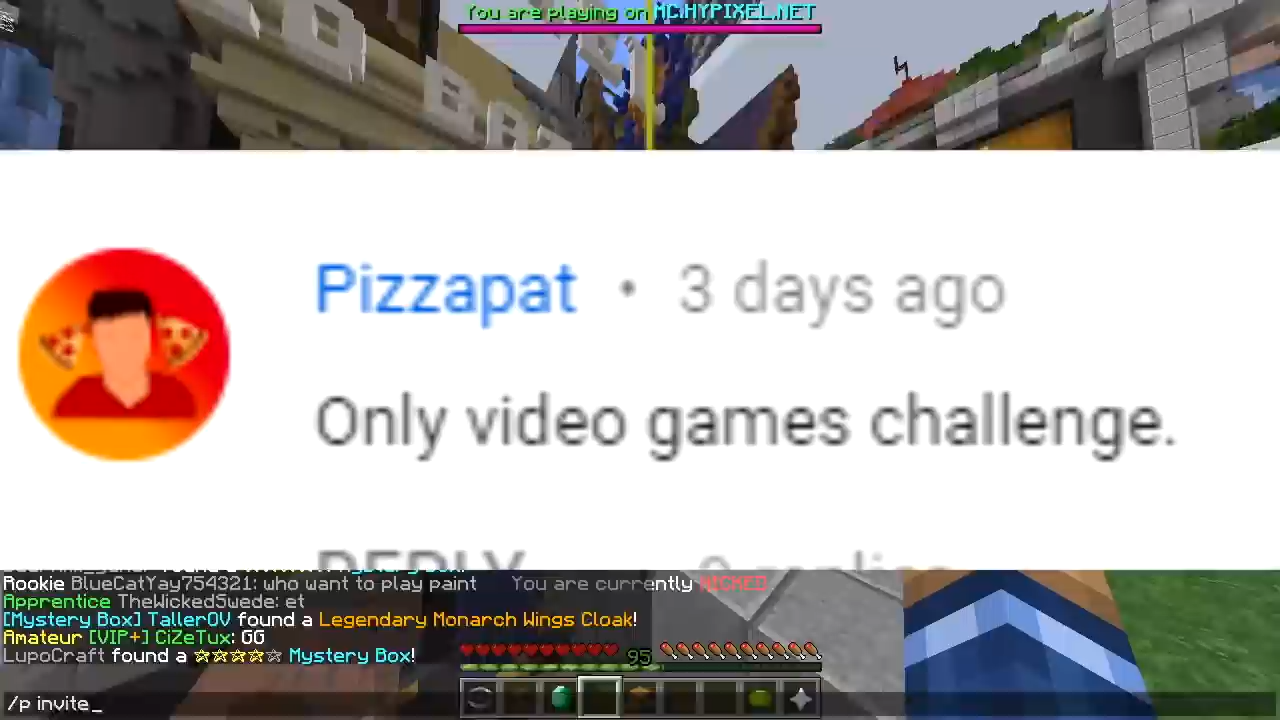 You are playing on MC.HYPIXEL.NET
Pizzapat • 3 days ago
Only video games challenge.
REPLY
Rookie BlueCatYay754321: who want to play paint
You are currently NICKED
Apprentice TheWickedSwede: et
[Mystery Box] TallerOV found a Legendary Monarch Wings Cloak!
Amateur [VIP+] CiZeTux: GG
LupoCraft found a ☆☆☆☆☆ Mystery Box!
95
/p invite_